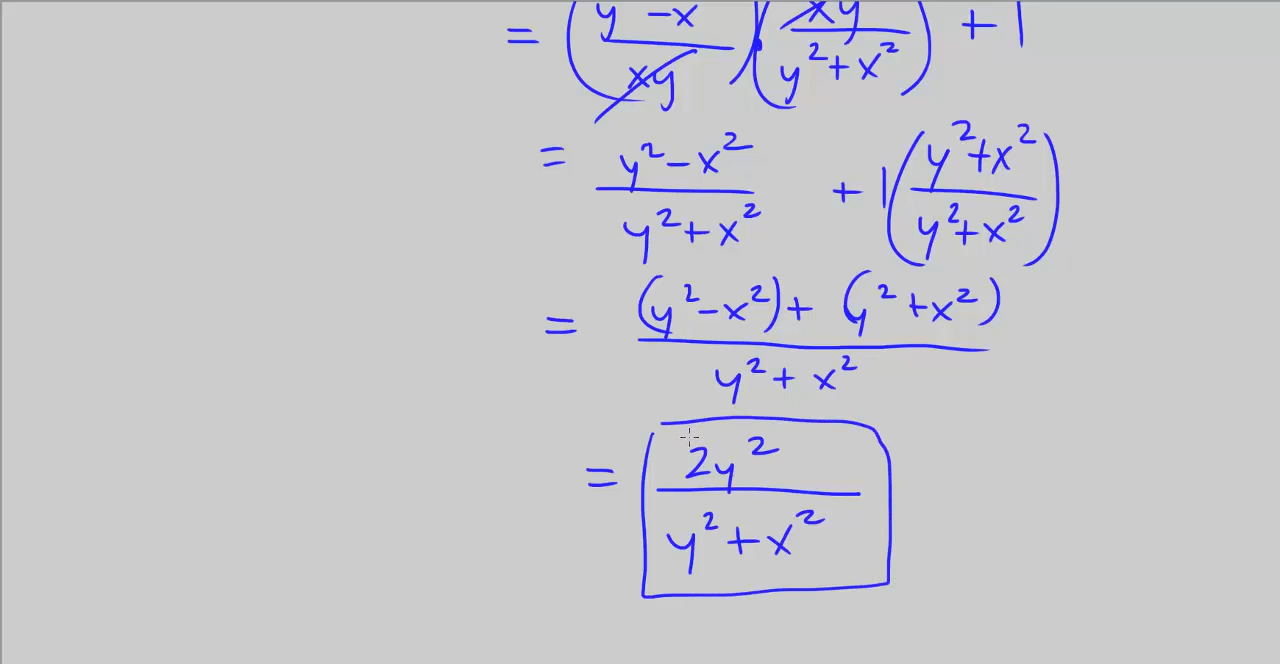 = (y - x / xy)(xy / y² + x²) + 1
= y² - x² / y² + x² + 1(y² + x² / y² + x²)
= (y² - x²) + (y² + x²) / y² + x²
= 2y² / y² + x²